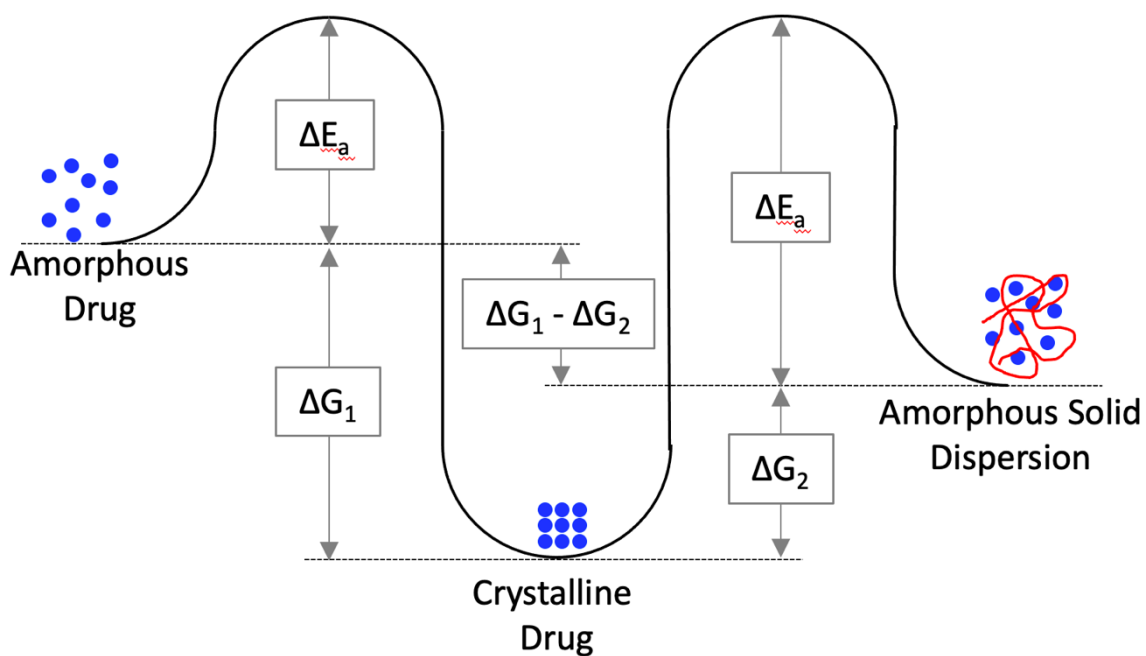 ΔEₐ
ΔEₐ
Amorphous
Drug
ΔG₁ - ΔG₂
ΔG₁
Amorphous Solid
Dispersion
ΔG₂
Crystalline
Drug